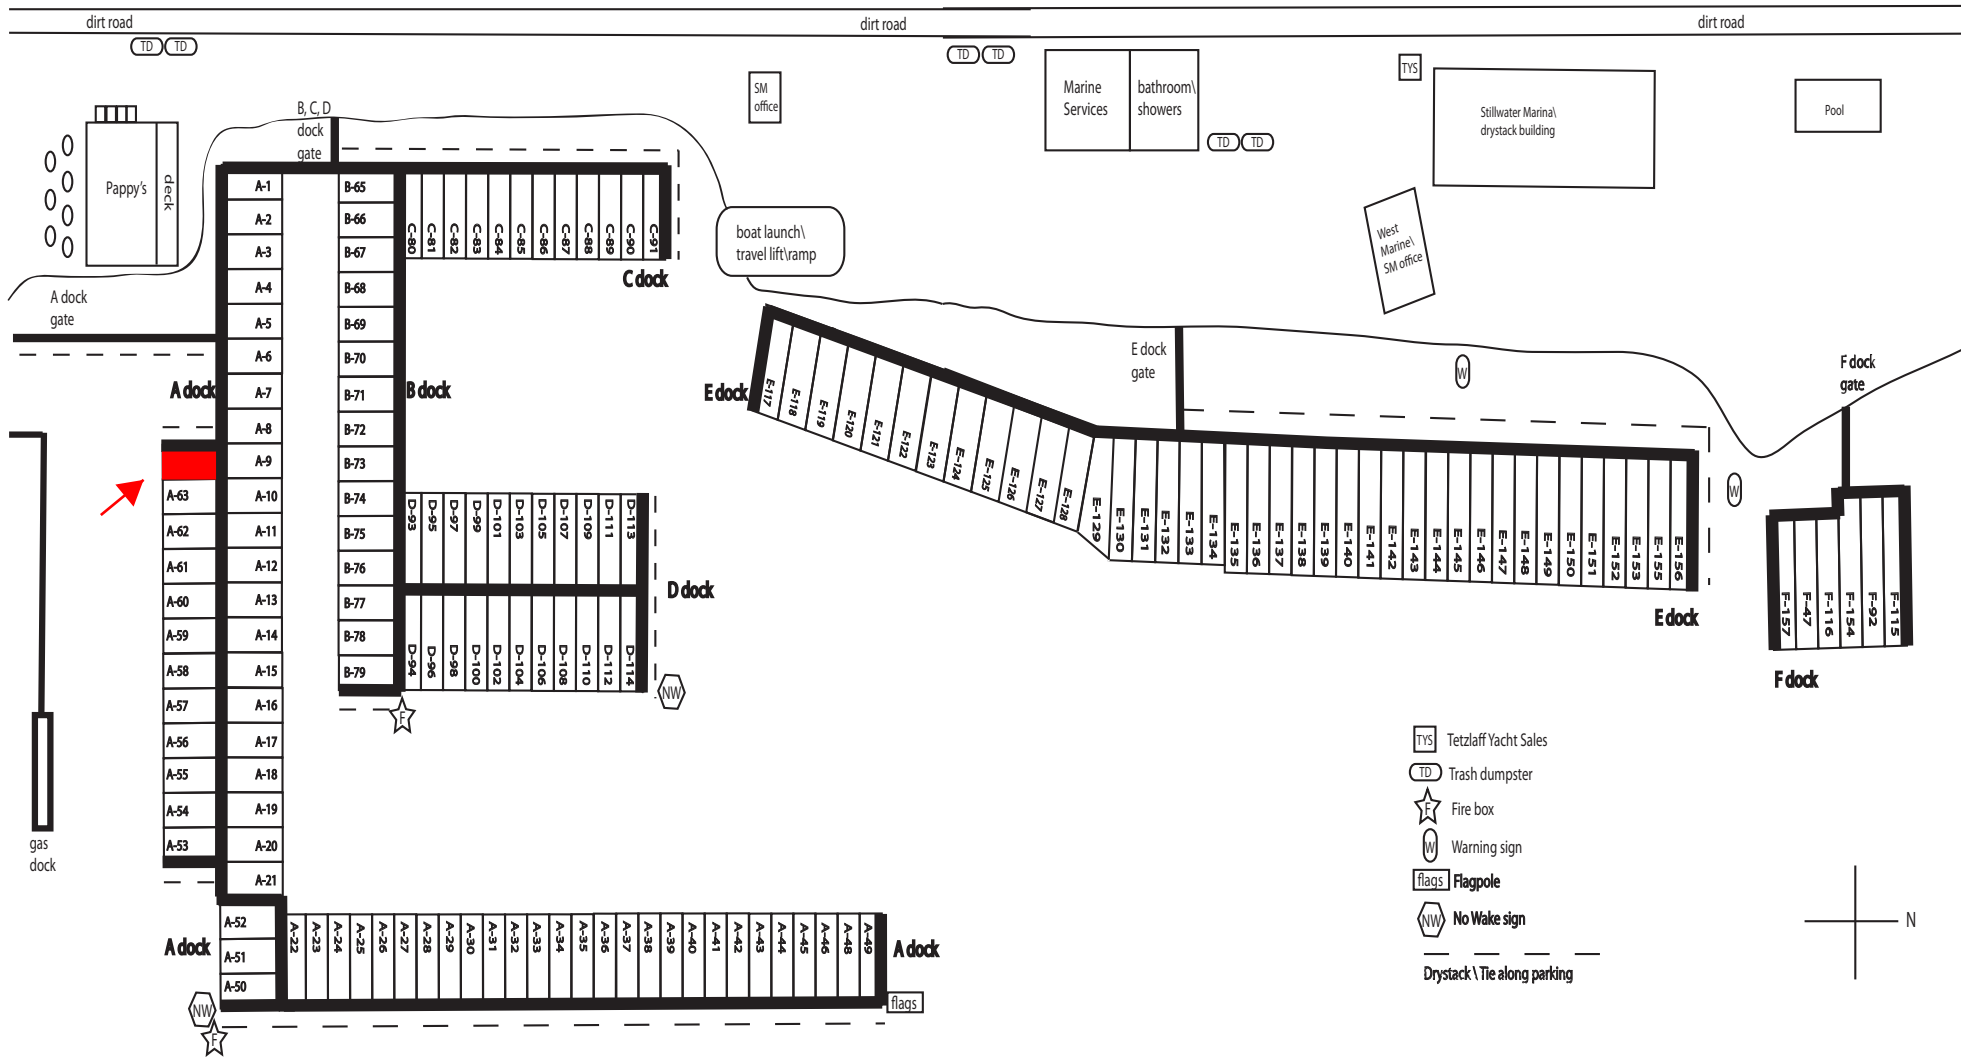 dirt road
dirt road
dirt road
TD
TD
TD
TD
SM
office
Marine
Services
bathroom\
showers
TD
TD
TYS
Stillwater Marina\
drystack building
Pool
B, C, D
dock
gate
Pappy's
deck
West
Marine\
SM office
boat launch\
travel lift\ramp
A dock
gate
A dock
B dock
C dock
D dock
E dock
E dock
gate
E dock
F dock
gate
F dock
W
W
A-1
A-2
A-3
A-4
A-5
A-6
A-7
A-8
A-9
A-10
A-11
A-12
A-13
A-14
A-15
A-16
A-17
A-18
A-19
A-20
A-21
A-63
A-62
A-61
A-60
A-59
A-58
A-57
A-56
A-55
A-54
A-53
B-65
B-66
B-67
B-68
B-69
B-70
B-71
B-72
B-73
B-74
B-75
B-76
B-77
B-78
B-79
C-80
C-81
C-82
C-83
C-84
C-85
C-86
C-87
C-88
C-89
C-90
C-91
D-93
D-95
D-97
D-99
D-101
D-103
D-105
D-107
D-109
D-111
D-113
D-94
D-96
D-98
D-100
D-102
D-104
D-106
D-108
D-110
D-112
D-114
NW
F
E-117
E-118
E-119
E-120
E-121
E-122
E-123
E-124
E-125
E-126
E-127
E-128
E-129
E-130
E-131
E-132
E-133
E-134
E-135
E-136
E-137
E-138
E-139
E-140
E-141
E-142
E-143
E-144
E-145
E-146
E-147
E-148
E-149
E-150
E-151
E-152
E-153
E-155
E-156
F-157
F-47
F-116
F-154
F-92
F-115
gas
dock
A dock
A-52
A-51
A-50
A-22
A-23
A-24
A-25
A-26
A-27
A-28
A-29
A-30
A-31
A-32
A-33
A-34
A-35
A-36
A-37
A-38
A-39
A-40
A-41
A-42
A-43
A-44
A-45
A-46
A-48
A-49
A dock
flags
NW
F
TYS Tetzlaff Yacht Sales
TD Trash dumpster
F Fire box
W Warning sign
flags Flagpole
NW No Wake sign
Drystack \ Tie along parking
N